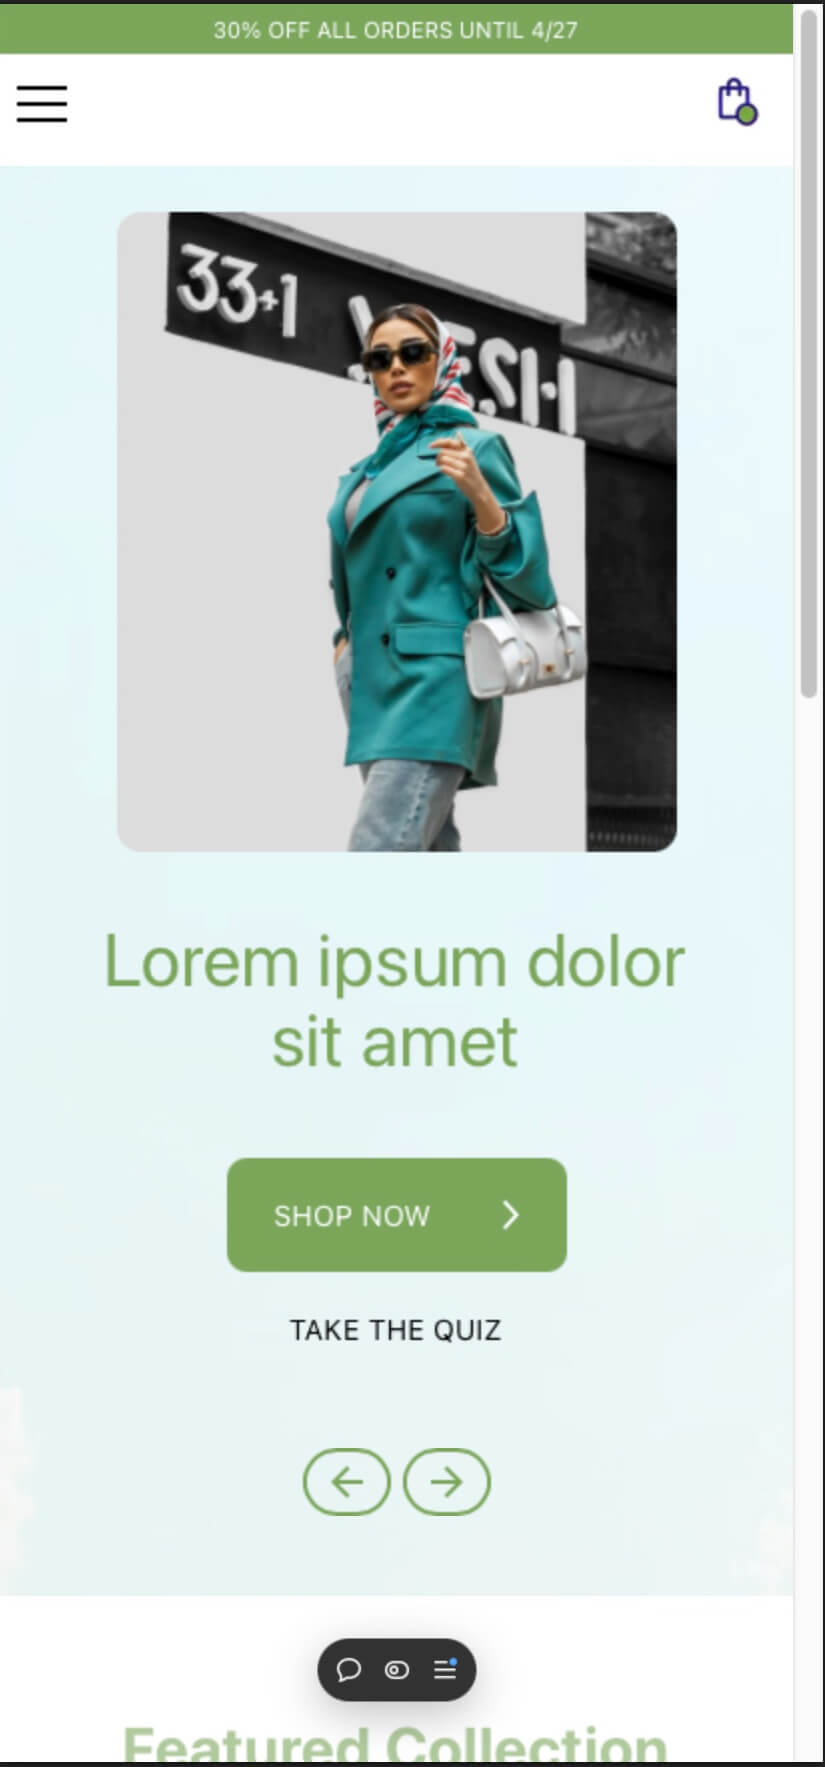 30% OFF ALL ORDERS UNTIL 4/27
33+1
Lorem ipsum dolor
sit amet
SHOP NOW
TAKE THE QUIZ
Featured Collection